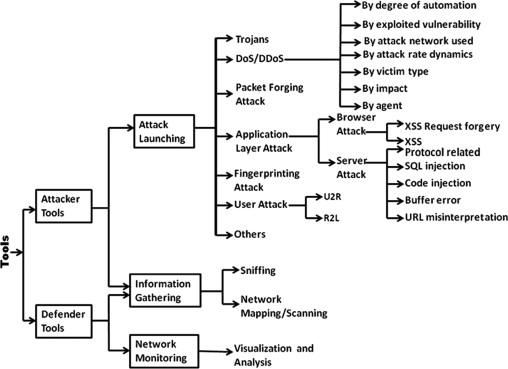 Tools
Attacker
Tools
Defender
Tools
Attack
Launching
Information
Gathering
Network
Monitoring
Trojans
DoS/DDoS
Packet Forging
Attack
Application
Layer Attack
Fingerprinting
Attack
User Attack
Others
Sniffing
Network
Mapping/Scanning
Visualization and
Analysis
By degree of automation
By exploited vulnerability
By attack network used
By attack rate dynamics
By victim type
By impact
By agent
Browser
Attack
Server
Attack
U2R
R2L
XSS Request forgery
XSS
Protocol related
SQL injection
Code injection
Buffer error
URL misinterpretation